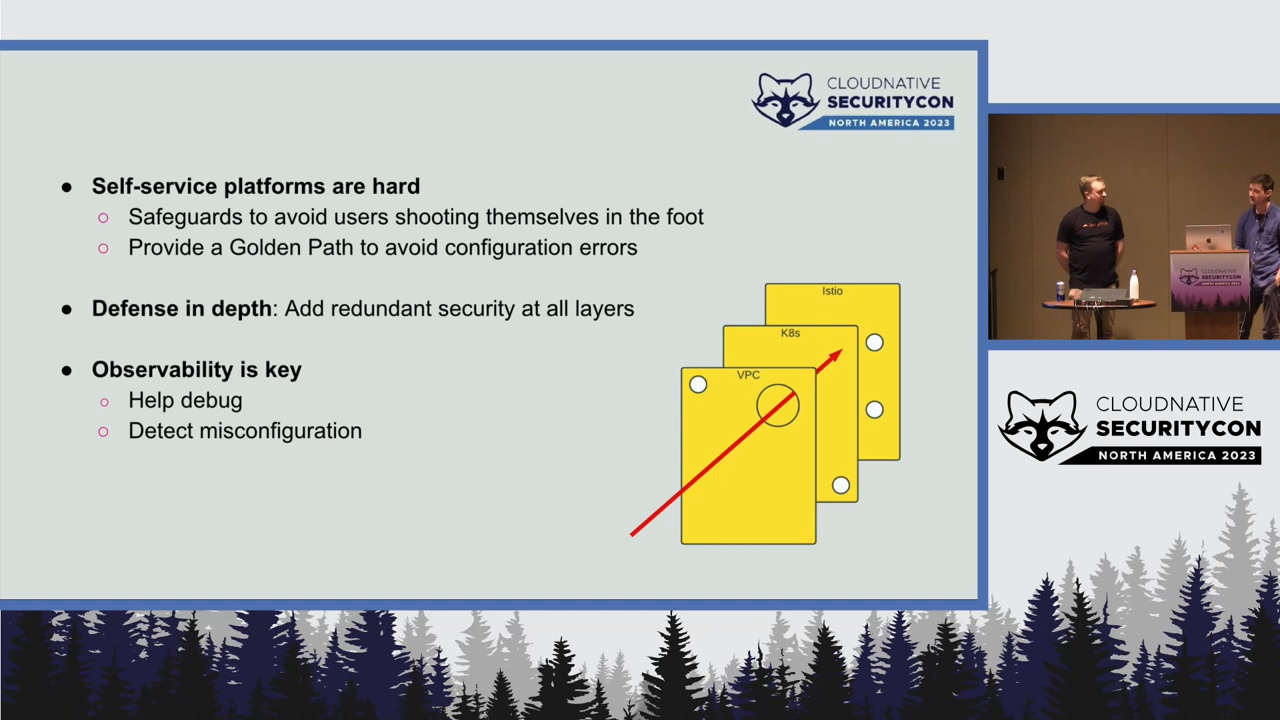 CLOUDNATIVE
SECURITYCON
NORTH AMERICA 2023
● Self-service platforms are hard
○ Safeguards to avoid users shooting themselves in the foot
○ Provide a Golden Path to avoid configuration errors
● Defense in depth: Add redundant security at all layers
● Observability is key
○ Help debug
○ Detect misconfiguration
Istio
K8s
VPC
CLOUDNATIVE
SECURITYCON
CLOUDNATIVE
SECURITYCON
NORTH AMERICA 2023